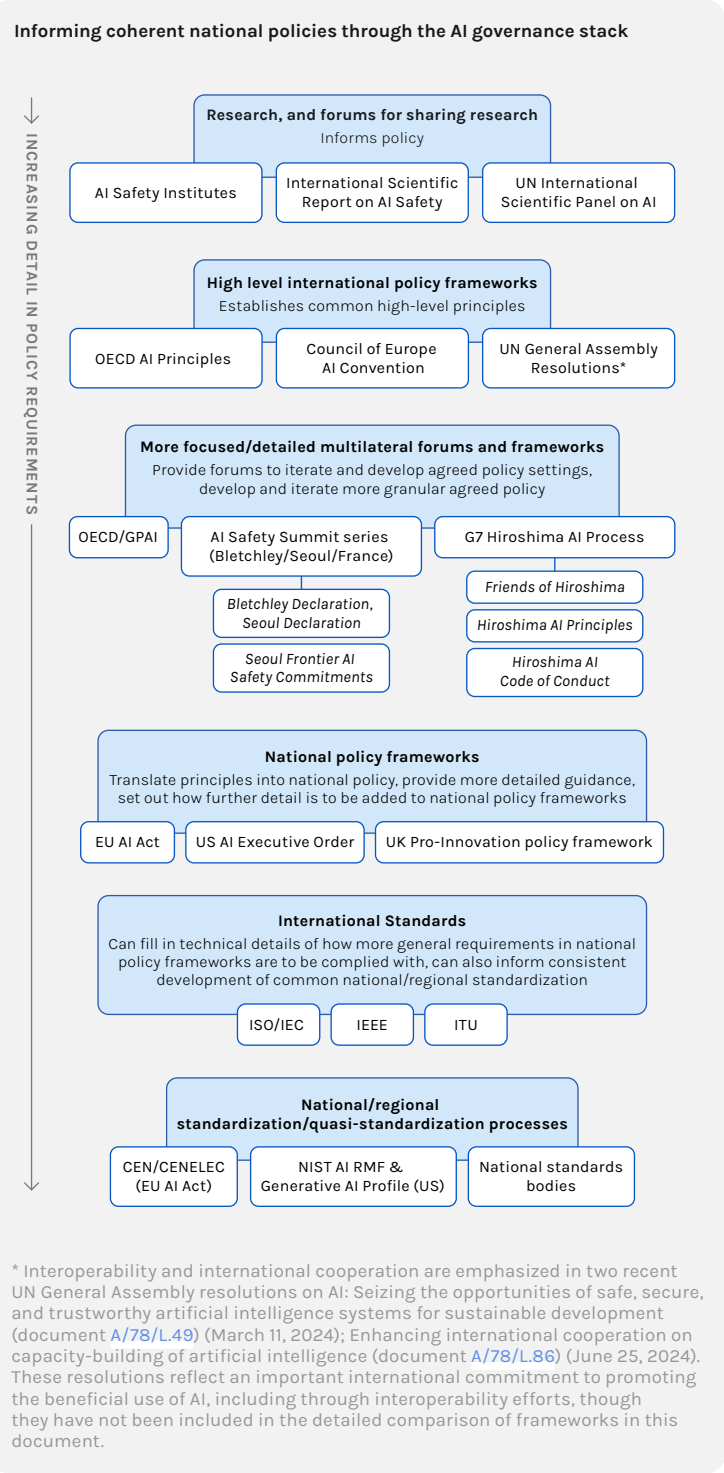 Informing coherent national policies through the AI governance stack
INCREASING DETAIL IN POLICY REQUIREMENTS
Research, and forums for sharing research
Informs policy
AI Safety Institutes
International Scientific
Report on AI Safety
UN International
Scientific Panel on AI
High level international policy frameworks
Establishes common high-level principles
OECD AI Principles
Council of Europe
AI Convention
UN General Assembly
Resolutions*
More focused/detailed multilateral forums and frameworks
Provide forums to iterate and develop agreed policy settings,
develop and iterate more granular agreed policy
OECD/GPAI
AI Safety Summit series
(Bletchley/Seoul/France)
Bletchley Declaration,
Seoul Declaration
Seoul Frontier AI
Safety Commitments
G7 Hiroshima AI Process
Friends of Hiroshima
Hiroshima AI Principles
Hiroshima AI
Code of Conduct
National policy frameworks
Translate principles into national policy, provide more detailed guidance,
set out how further detail is to be added to national policy frameworks
EU AI Act
US AI Executive Order
UK Pro-Innovation policy framework
International Standards
Can fill in technical details of how more general requirements in national
policy frameworks are to be complied with, can also inform consistent
development of common national/regional standardization
ISO/IEC
IEEE
ITU
National/regional
standardization/quasi-standardization processes
CEN/CENELEC
(EU AI Act)
NIST AI RMF &
Generative AI Profile (US)
National standards
bodies
* Interoperability and international cooperation are emphasized in two recent
UN General Assembly resolutions on AI: Seizing the opportunities of safe, secure,
and trustworthy artificial intelligence systems for sustainable development
(document A/78/L.49) (March 11, 2024); Enhancing international cooperation on
capacity-building of artificial intelligence (document A/78/L.86) (June 25, 2024).
These resolutions reflect an important international commitment to promoting
the beneficial use of AI, including through interoperability efforts, though
they have not been included in the detailed comparison of frameworks in this
document.